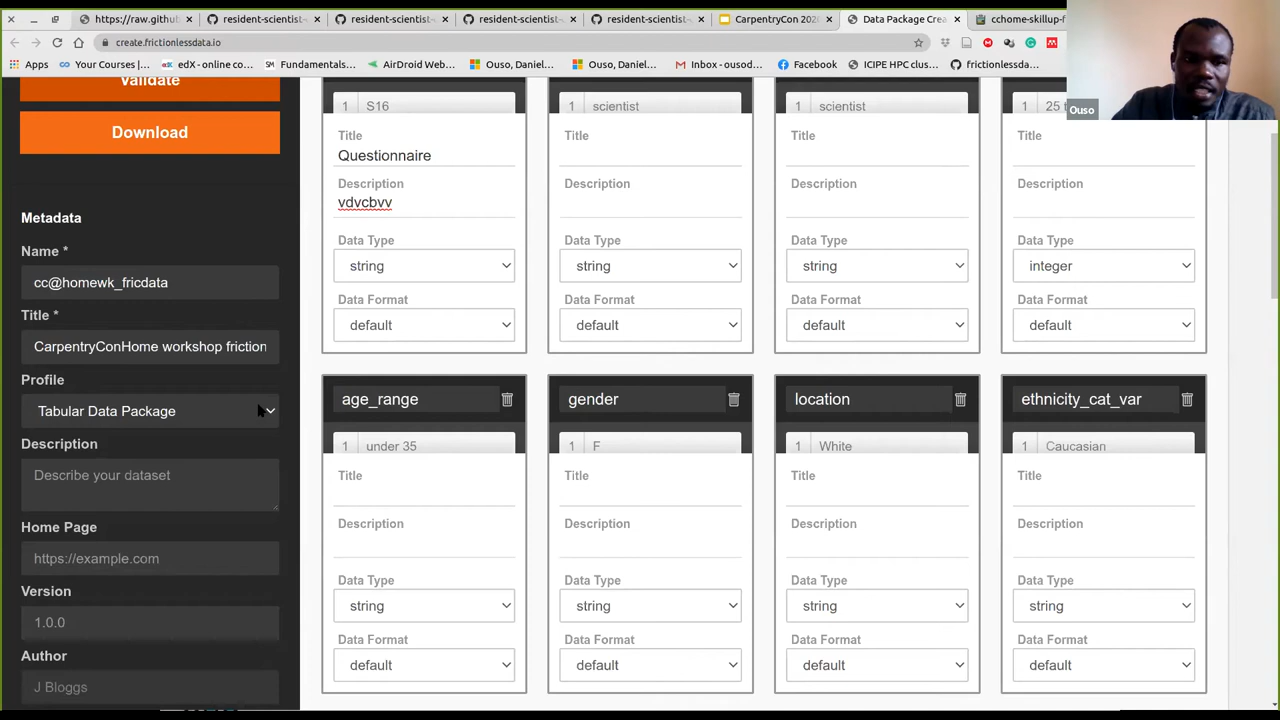 https://raw.github
resident-scientist-
resident-scientist-
resident-scientist-
resident-scientist-
CarpentryCon 202
Data Package Crea
cchome-skillup-f
create.frictionlessdata.io
Apps
Your Courses |
edX - online co...
Fundamentals...
AirDroid Web...
Ouso, Daniel...
Ouso, Daniel...
Inbox - ousod...
Facebook
ICIPE HPC clus...
frictionlessda...
Ouso
Validate
Download
Metadata
Name *
cc@homewk_fricdata
Title *
CarpentryConHome workshop friction
Profile
Tabular Data Package
Description
Describe your dataset
Home Page
https://example.com
Version
1.0.0
Author
J Bloggs
1 S16
Title
Questionnaire
Description
vdvcbvv
Data Type
string
Data Format
default
1 scientist
Title
Description
Data Type
string
Data Format
default
1 scientist
Title
Description
Data Type
string
Data Format
default
1 25
Title
Description
Data Type
integer
Data Format
default
age_range
1 under 35
Title
Description
Data Type
string
Data Format
default
gender
1 F
Title
Description
Data Type
string
Data Format
default
location
1 White
Title
Description
Data Type
string
Data Format
default
ethnicity_cat_var
1 Caucasian
Title
Description
Data Type
string
Data Format
default